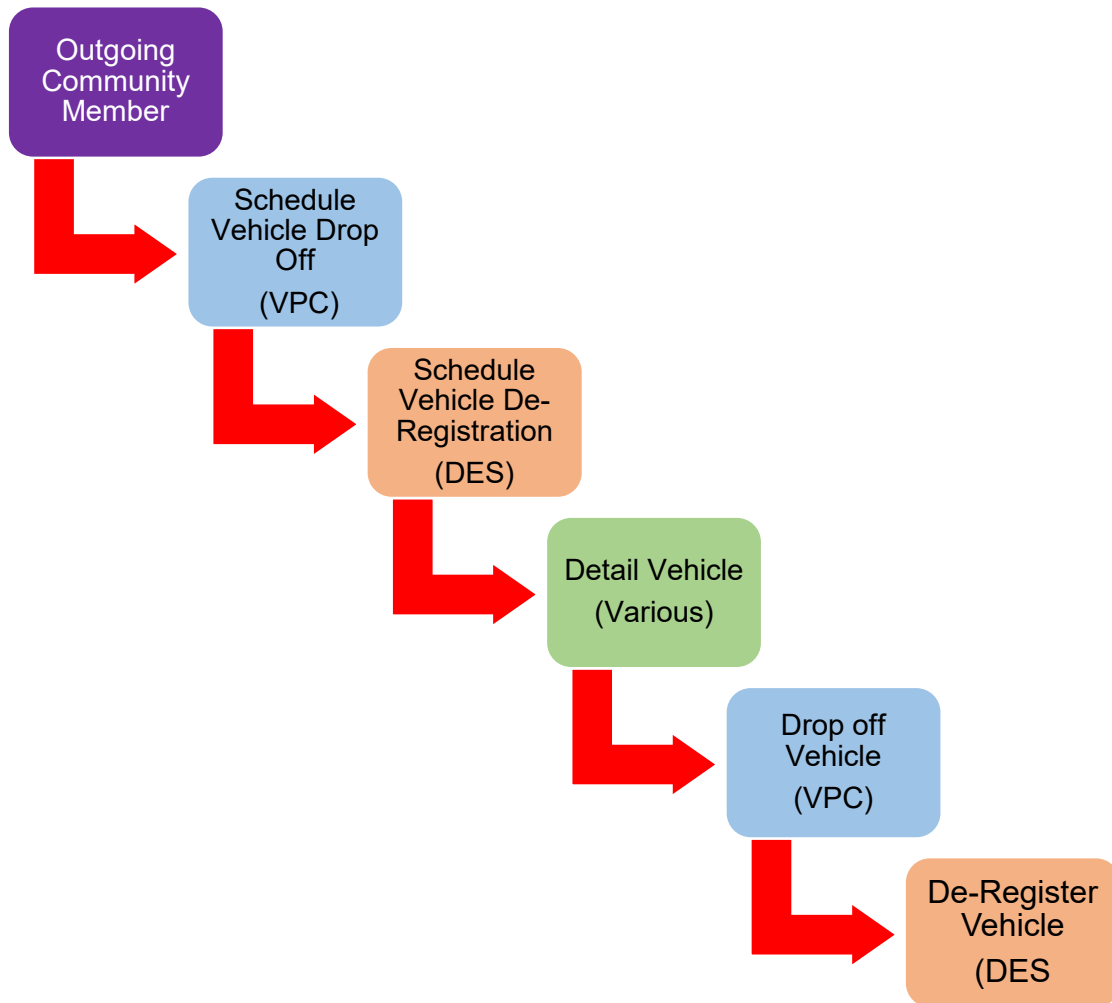 Outgoing
Community
Member
Schedule
Vehicle Drop
Off
(VPC)
Schedule
Vehicle De-
Registration
(DES)
Detail Vehicle
(Various)
Drop off
Vehicle
(VPC)
De-Register
Vehicle
(DES